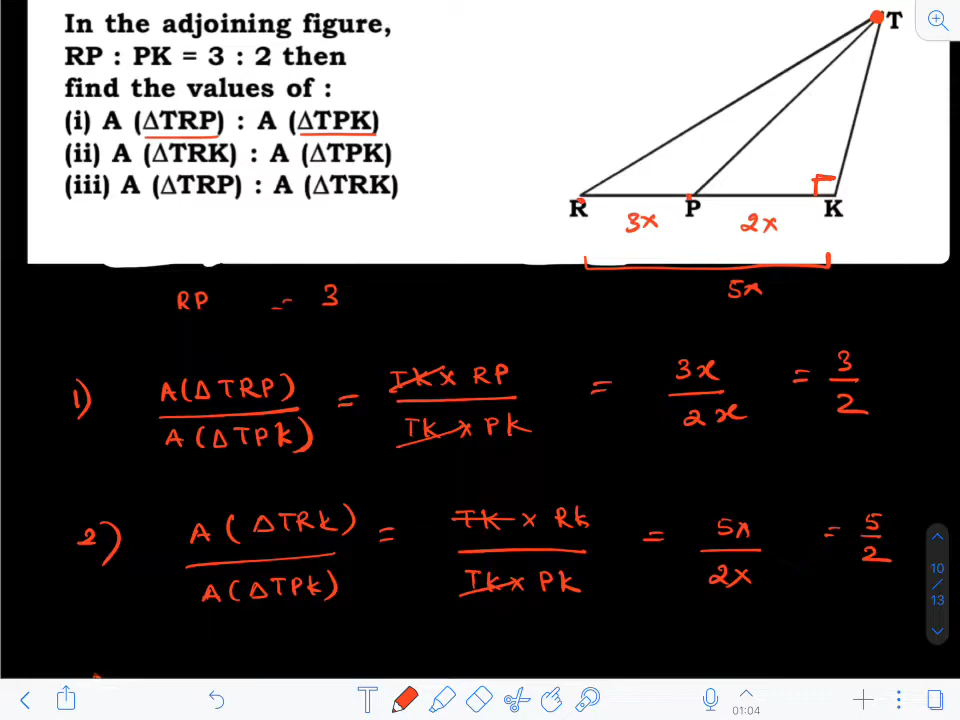 In the adjoining figure,
RP : PK = 3 : 2 then
find the values of :
(i) A (ΔTRP) : A (ΔTPK)
(ii) A (ΔTRK) : A (ΔTPK)
(iii) A (ΔTRP) : A (ΔTRK)
T
R P K
3x 2x
5x
RP = 3
1) A(ΔTRP) / A(ΔTPK) = TK × RP / TK × PK = 3x / 2x = 3/2
2) A(ΔTRK) / A(ΔTPK) = TK × RK / TK × PK = 5x / 2x = 5/2
10 / 13
T
01:04